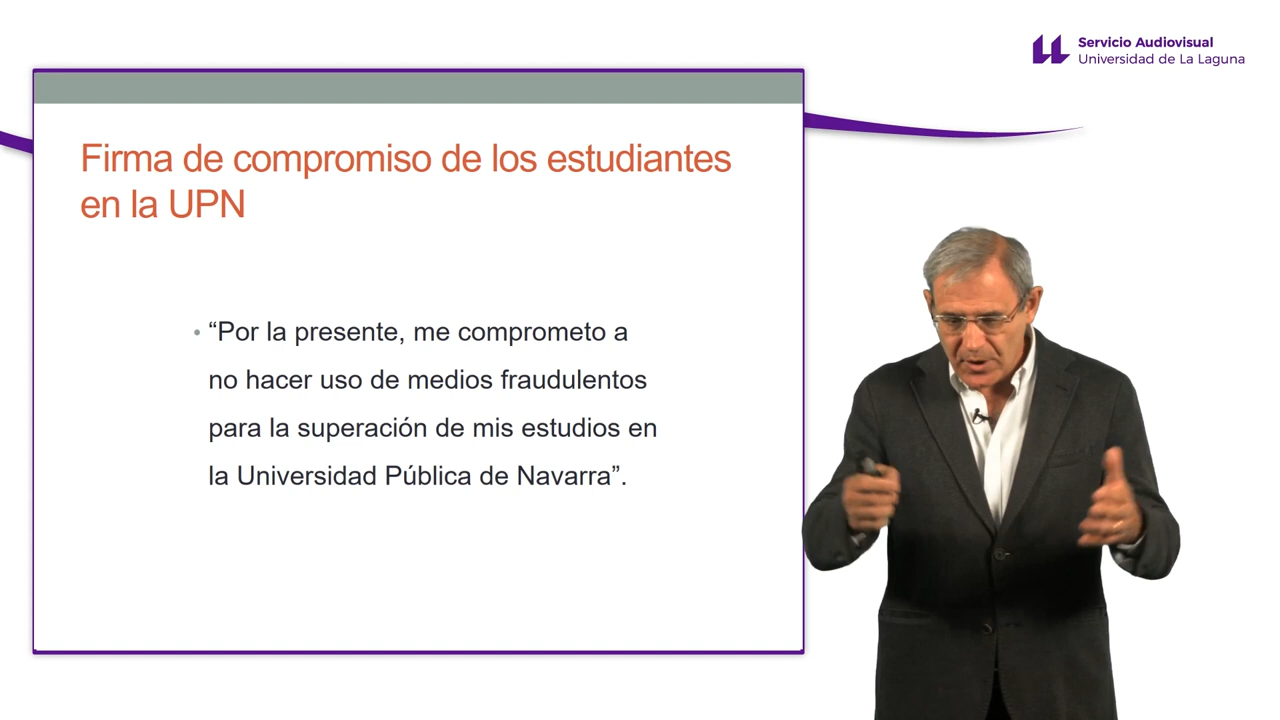 Servicio Audiovisual
Universidad de La Laguna
Firma de compromiso de los estudiantes
en la UPN
• “Por la presente, me comprometo a
no hacer uso de medios fraudulentos
para la superación de mis estudios en
la Universidad Pública de Navarra”.